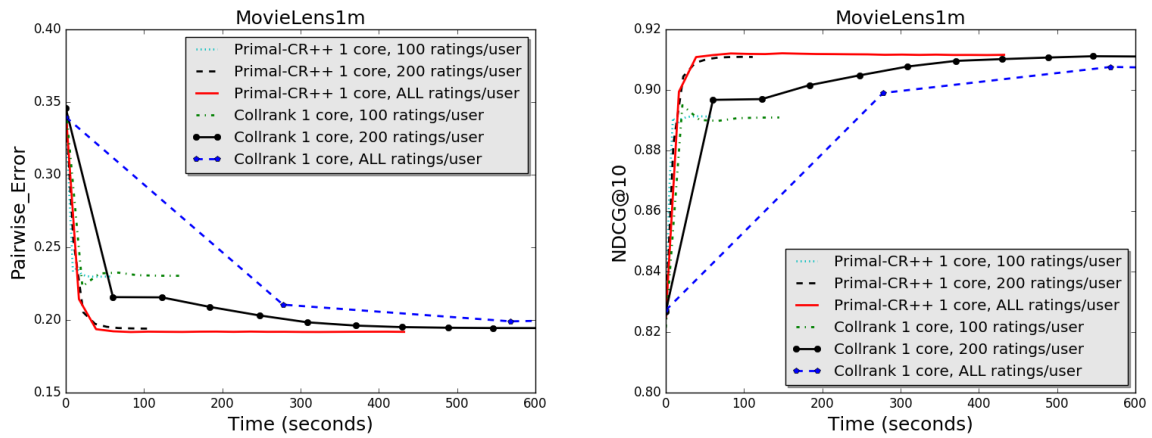 MovieLens1m
0.40
0.35
0.30
0.25
0.20
0.15
Pairwise_Error
Primal-CR++ 1 core, 100 ratings/user
Primal-CR++ 1 core, 200 ratings/user
Primal-CR++ 1 core, ALL ratings/user
Collrank 1 core, 100 ratings/user
Collrank 1 core, 200 ratings/user
Collrank 1 core, ALL ratings/user
0 100 200 300 400 500 600
Time (seconds)
MovieLens1m
0.92
0.90
0.88
0.86
0.84
0.82
0.80
NDCG@10
Primal-CR++ 1 core, 100 ratings/user
Primal-CR++ 1 core, 200 ratings/user
Primal-CR++ 1 core, ALL ratings/user
Collrank 1 core, 100 ratings/user
Collrank 1 core, 200 ratings/user
Collrank 1 core, ALL ratings/user
0 100 200 300 400 500 600
Time (seconds)